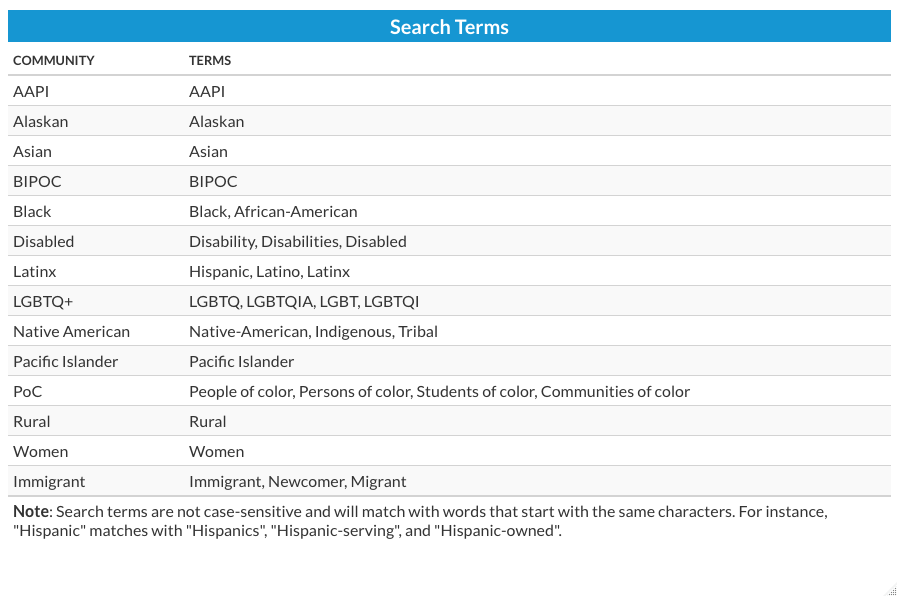 Search Terms
COMMUNITY TERMS
AAPI AAPI
Alaskan Alaskan
Asian Asian
BIPOC BIPOC
Black Black, African-American
Disabled Disability, Disabilities, Disabled
Latinx Hispanic, Latino, Latinx
LGBTQ+ LGBTQ, LGBTQIA, LGBT, LGBTQI
Native American Native-American, Indigenous, Tribal
Pacific Islander Pacific Islander
PoC People of color, Persons of color, Students of color, Communities of color
Rural Rural
Women Women
Immigrant Immigrant, Newcomer, Migrant
Note: Search terms are not case-sensitive and will match with words that start with the same characters. For instance,
"Hispanic" matches with "Hispanics", "Hispanic-serving", and "Hispanic-owned".